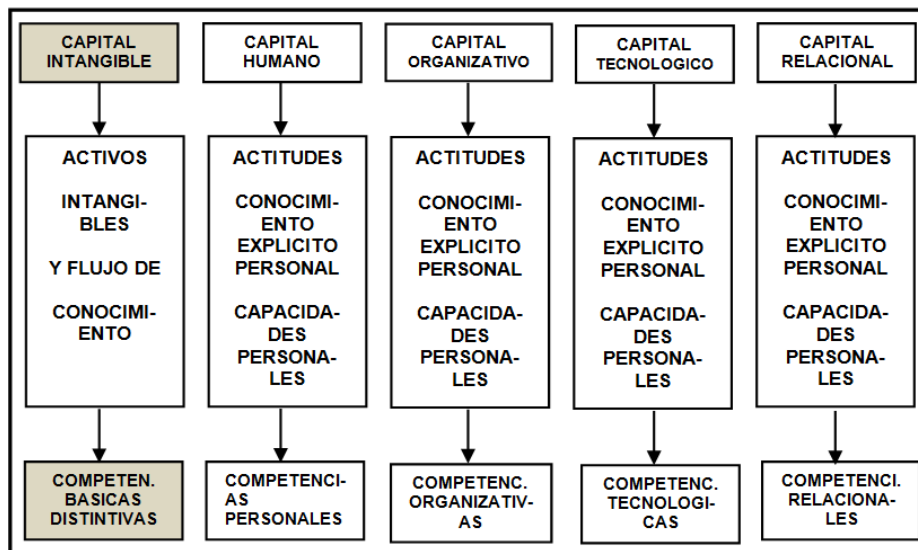 CAPITAL
INTANGIBLE
CAPITAL
HUMANO
CAPITAL
ORGANIZATIVO
CAPITAL
TECNOLOGICO
CAPITAL
RELACIONAL
ACTIVOS
INTANGI-
BLES
Y FLUJO DE
CONOCIMI-
ENTO
ACTITUDES
CONOCIMI-
ENTO
EXPLICITO
PERSONAL
CAPACIDA-
DES
PERSONA-
LES
ACTITUDES
CONOCIMI-
ENTO
EXPLICITO
PERSONAL
CAPACIDA-
DES
PERSONA-
LES
ACTITUDES
CONOCIMI-
ENTO
EXPLICITO
PERSONAL
CAPACIDA-
DES
PERSONA-
LES
ACTITUDES
CONOCIMI-
ENTO
EXPLICITO
PERSONAL
CAPACIDA-
DES
PERSONA-
LES
COMPETEN.
BASICAS
DISTINTIVAS
COMPETENCI-
AS
PERSONALES
COMPETENC.
ORGANIZATIV-
AS
COMPETENC.
TECNOLOGI-
CAS
COMPETENCI.
RELACIONA-
LES